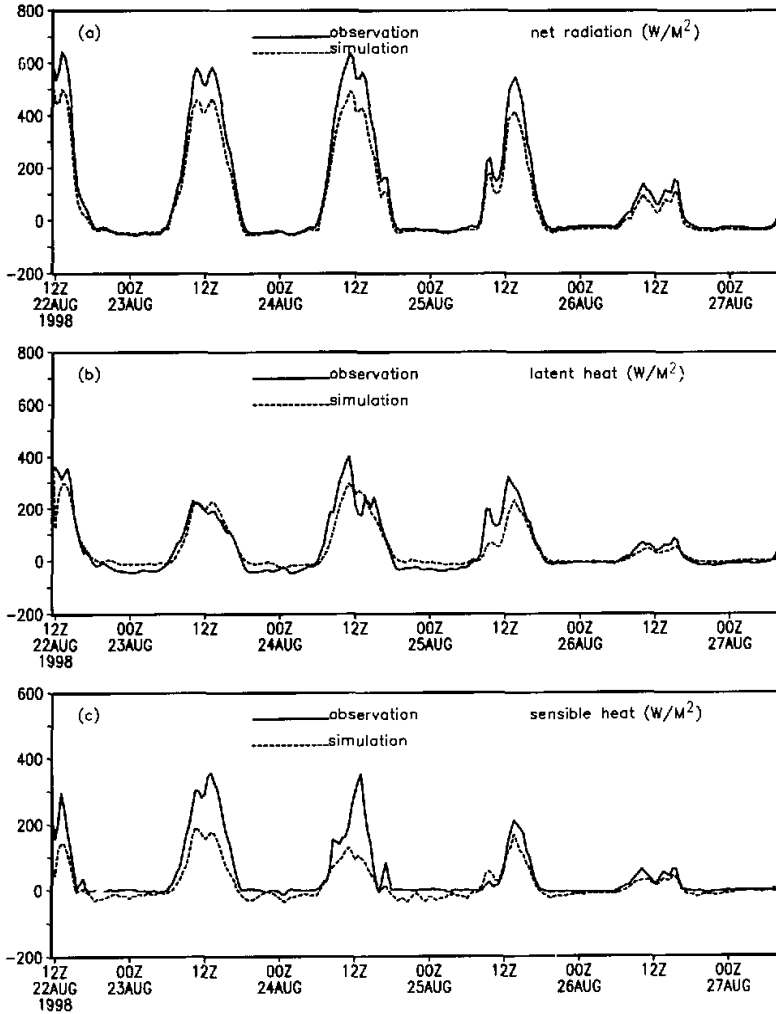 800
(a)
observation
net radiation (W/M²)
simulation
600
400
200
0
-200
12Z 00Z 12Z 00Z 12Z 00Z 12Z 00Z 12Z 00Z
22AUG 23AUG 24AUG 25AUG 26AUG 27AUG
1998
800
(b)
observation
latent heat (W/M²)
simulation
600
400
200
0
-200
12Z 00Z 12Z 00Z 12Z 00Z 12Z 00Z 12Z 00Z
22AUG 23AUG 24AUG 25AUG 26AUG 27AUG
1998
600
(c)
observation
sensible heat (W/M²)
simulation
400
200
0
-200
12Z 00Z 12Z 00Z 12Z 00Z 12Z 00Z 12Z 00Z
22AUG 23AUG 24AUG 25AUG 26AUG 27AUG
1998